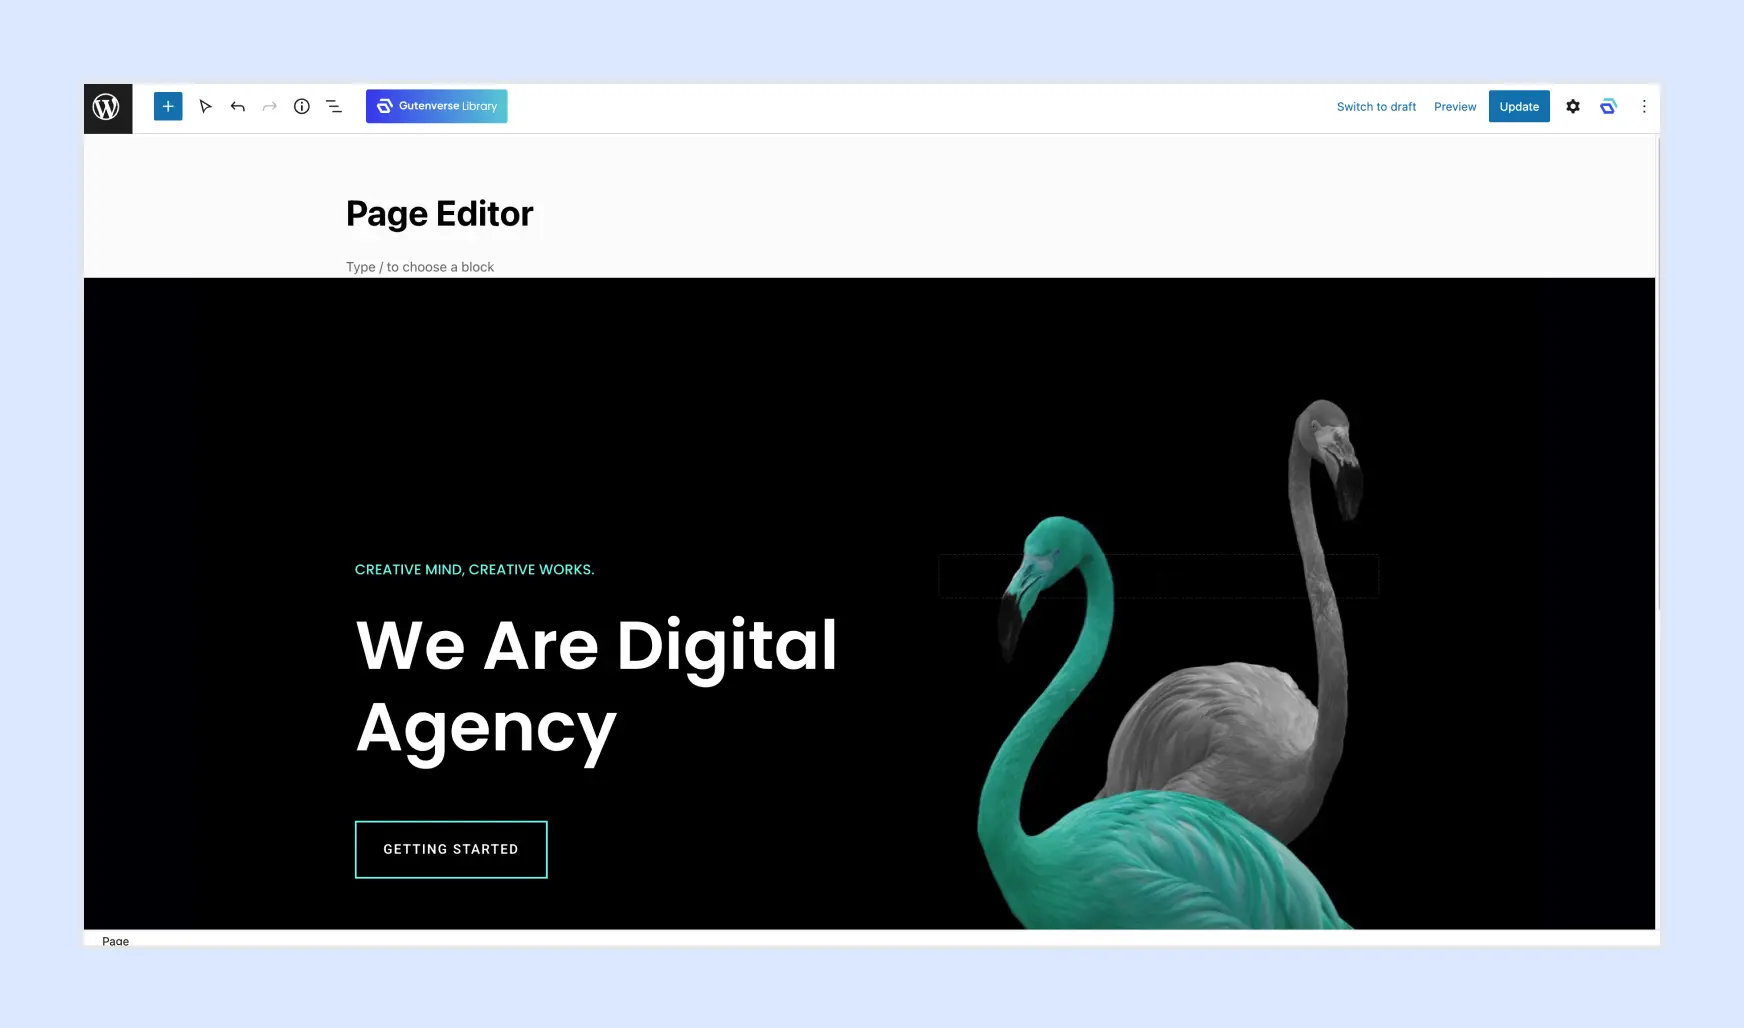 Gutenverse Library
Switch to draft
Preview
Update
Page Editor
Type / to choose a block
CREATIVE MIND, CREATIVE WORKS.
We Are Digital
Agency
GETTING STARTED
Page